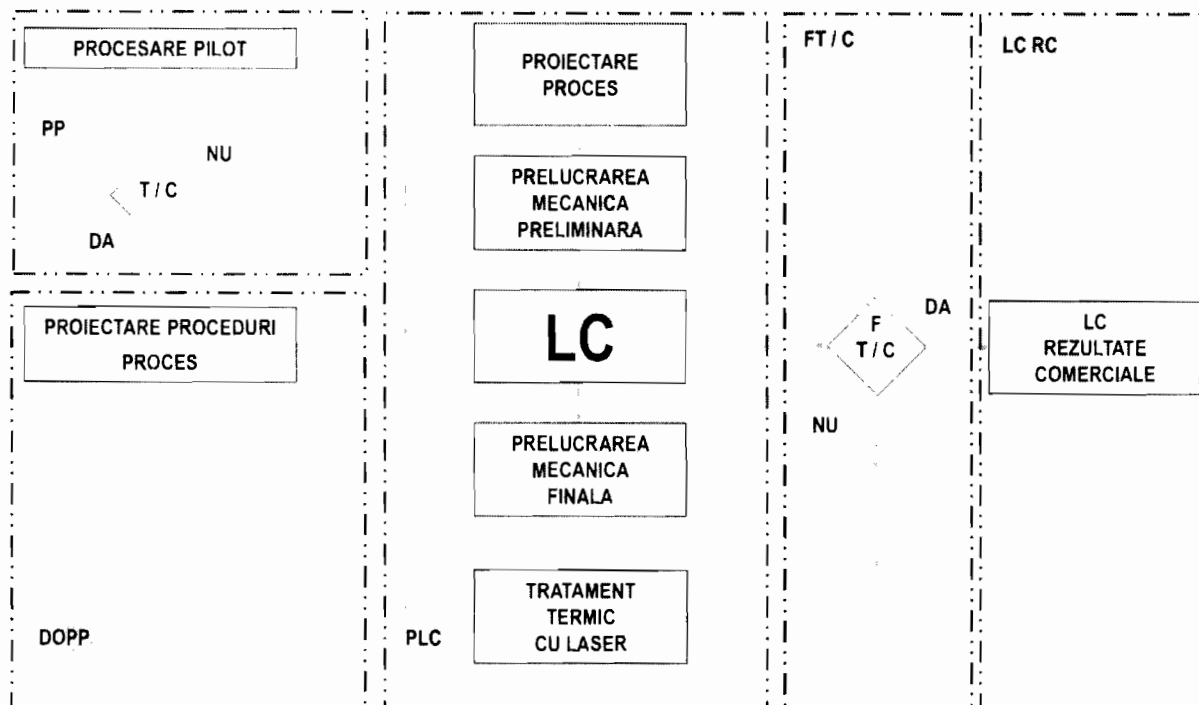 PROCESARE PILOT
PP
NU
T / C
DA
PROIECTARE PROCEDURI
PROCES
DOPP
PROIECTARE
PROCES
PRELUCRAREA
MECANICA
PRELIMINARA
LC
PRELUCRAREA
MECANICA
FINALA
TRATAMENT
TERMIC
CU LASER
PLC
FT / C
F
T / C
DA
NU
LC RC
LC
REZULTATE
COMERCIALE